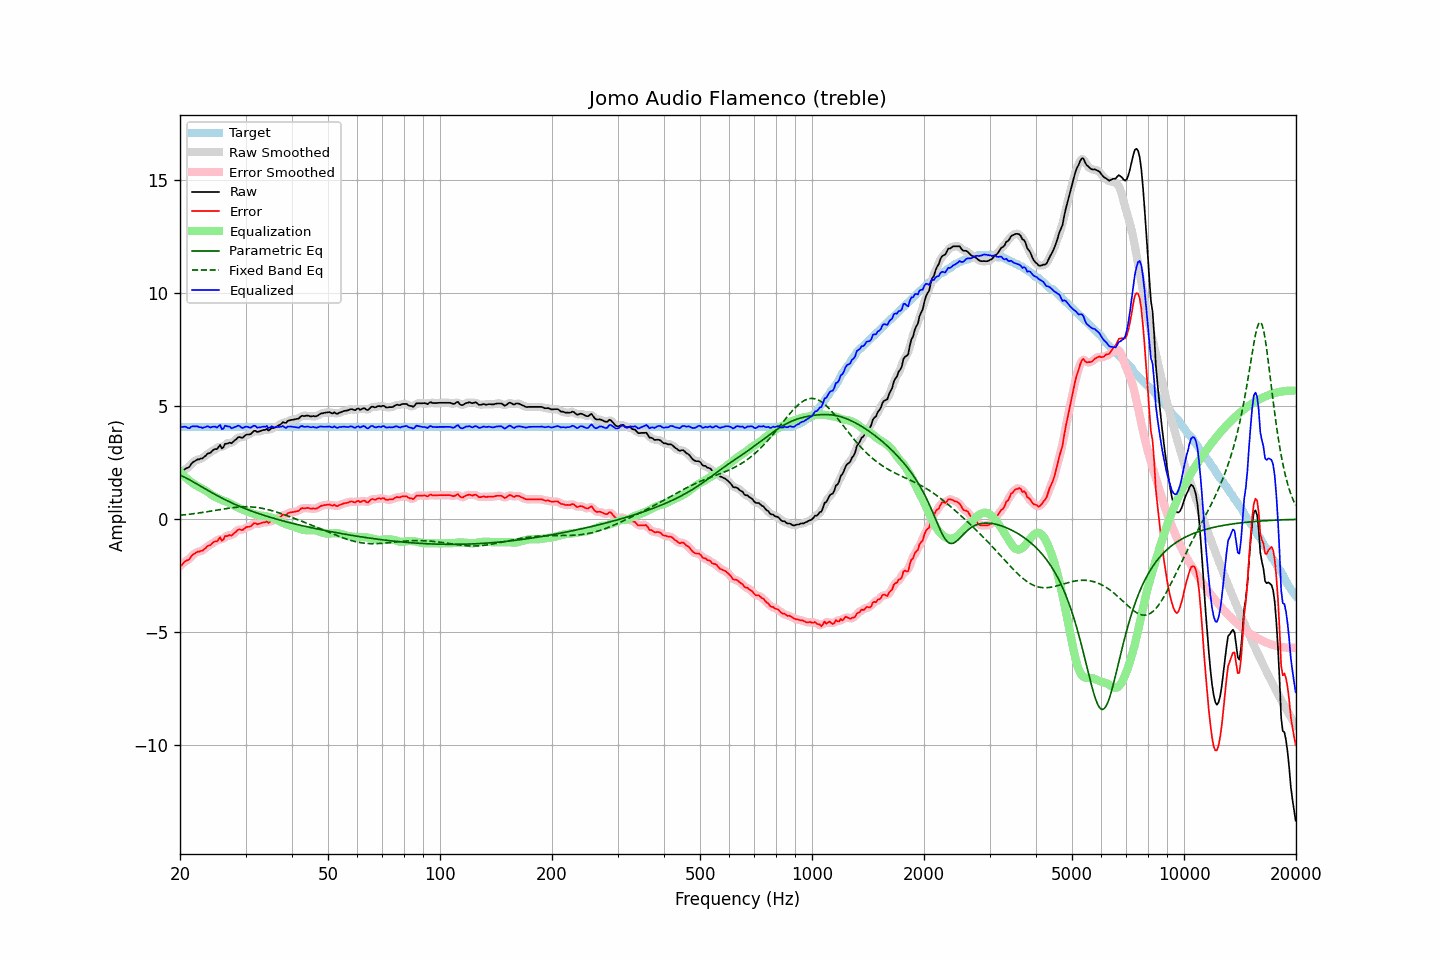 Jomo Audio Flamenco (treble)
Target
Raw Smoothed
Error Smoothed
Raw
Error
Equalization
Parametric Eq
Fixed Band Eq
Equalized
Amplitude (dBr)
15
10
5
0
−5
−10
20 50 100 200 500 1000 2000 5000 10000 20000
Frequency (Hz)